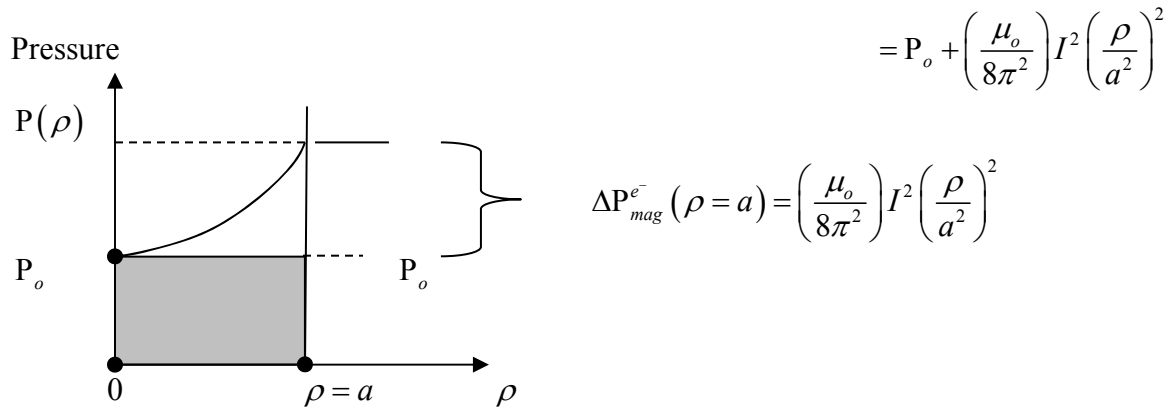 = P_o + (μ_o / 8π²) I² (ρ / a²)²
Pressure
P(ρ)
ΔP_mag^{e⁻} (ρ = a) = (μ_o / 8π²) I² (ρ / a²)²
P_o P_o
0 ρ = a ρ